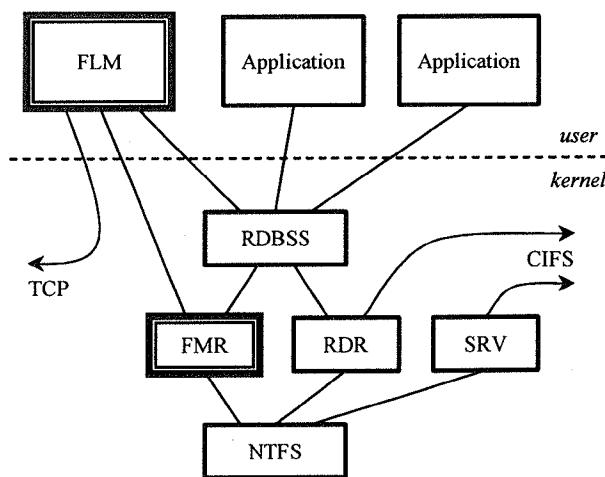 FLM
Application
Application
user
kernel
RDBSS
TCP
CIFS
FMR
RDR
SRV
NTFS